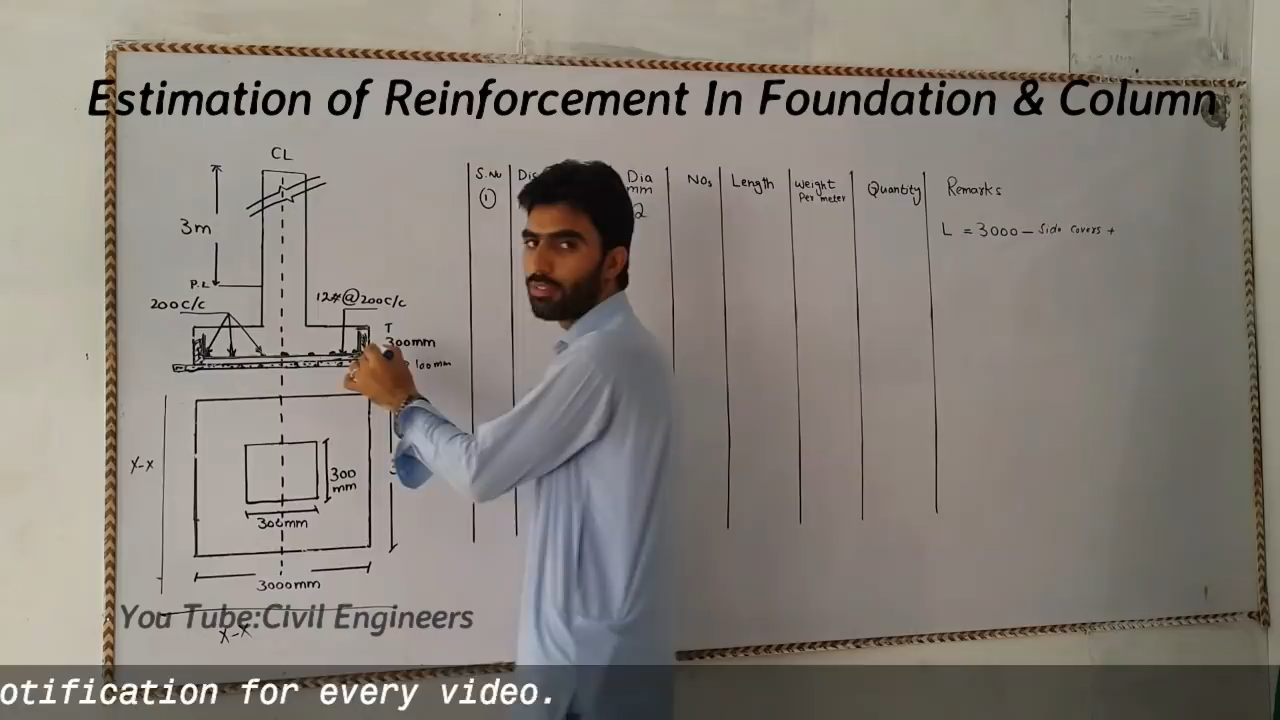 Estimation of Reinforcement In Foundation & Column
CL
3m
P.L
200c/c
12#@200c/c
T
300mm
100mm
X-X
300
mm
300mm
3000mm
X-X
S.No
Dis
Dia
mm
NOs
Length
weight
Per meter
Quantity
Remarks
①
2
L = 3000 - Side covers +
You Tube:Civil Engineers
otification for every video.